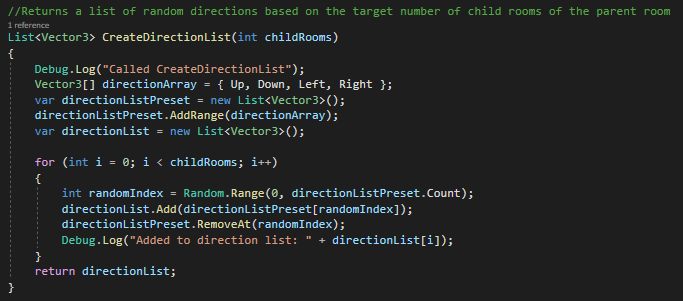 //Returns a list of random directions based on the target number of child rooms of the parent room
1 reference
List<Vector3> CreateDirectionList(int childRooms)
{
    Debug.Log("Called CreateDirectionList");
    Vector3[] directionArray = { Up, Down, Left, Right };
    var directionListPreset = new List<Vector3>();
    directionListPreset.AddRange(directionArray);
    var directionList = new List<Vector3>();

    for (int i = 0; i < childRooms; i++)
    {
        int randomIndex = Random.Range(0, directionListPreset.Count);
        directionList.Add(directionListPreset[randomIndex]);
        directionListPreset.RemoveAt(randomIndex);
        Debug.Log("Added to direction list: " + directionList[i]);
    }
    return directionList;
}